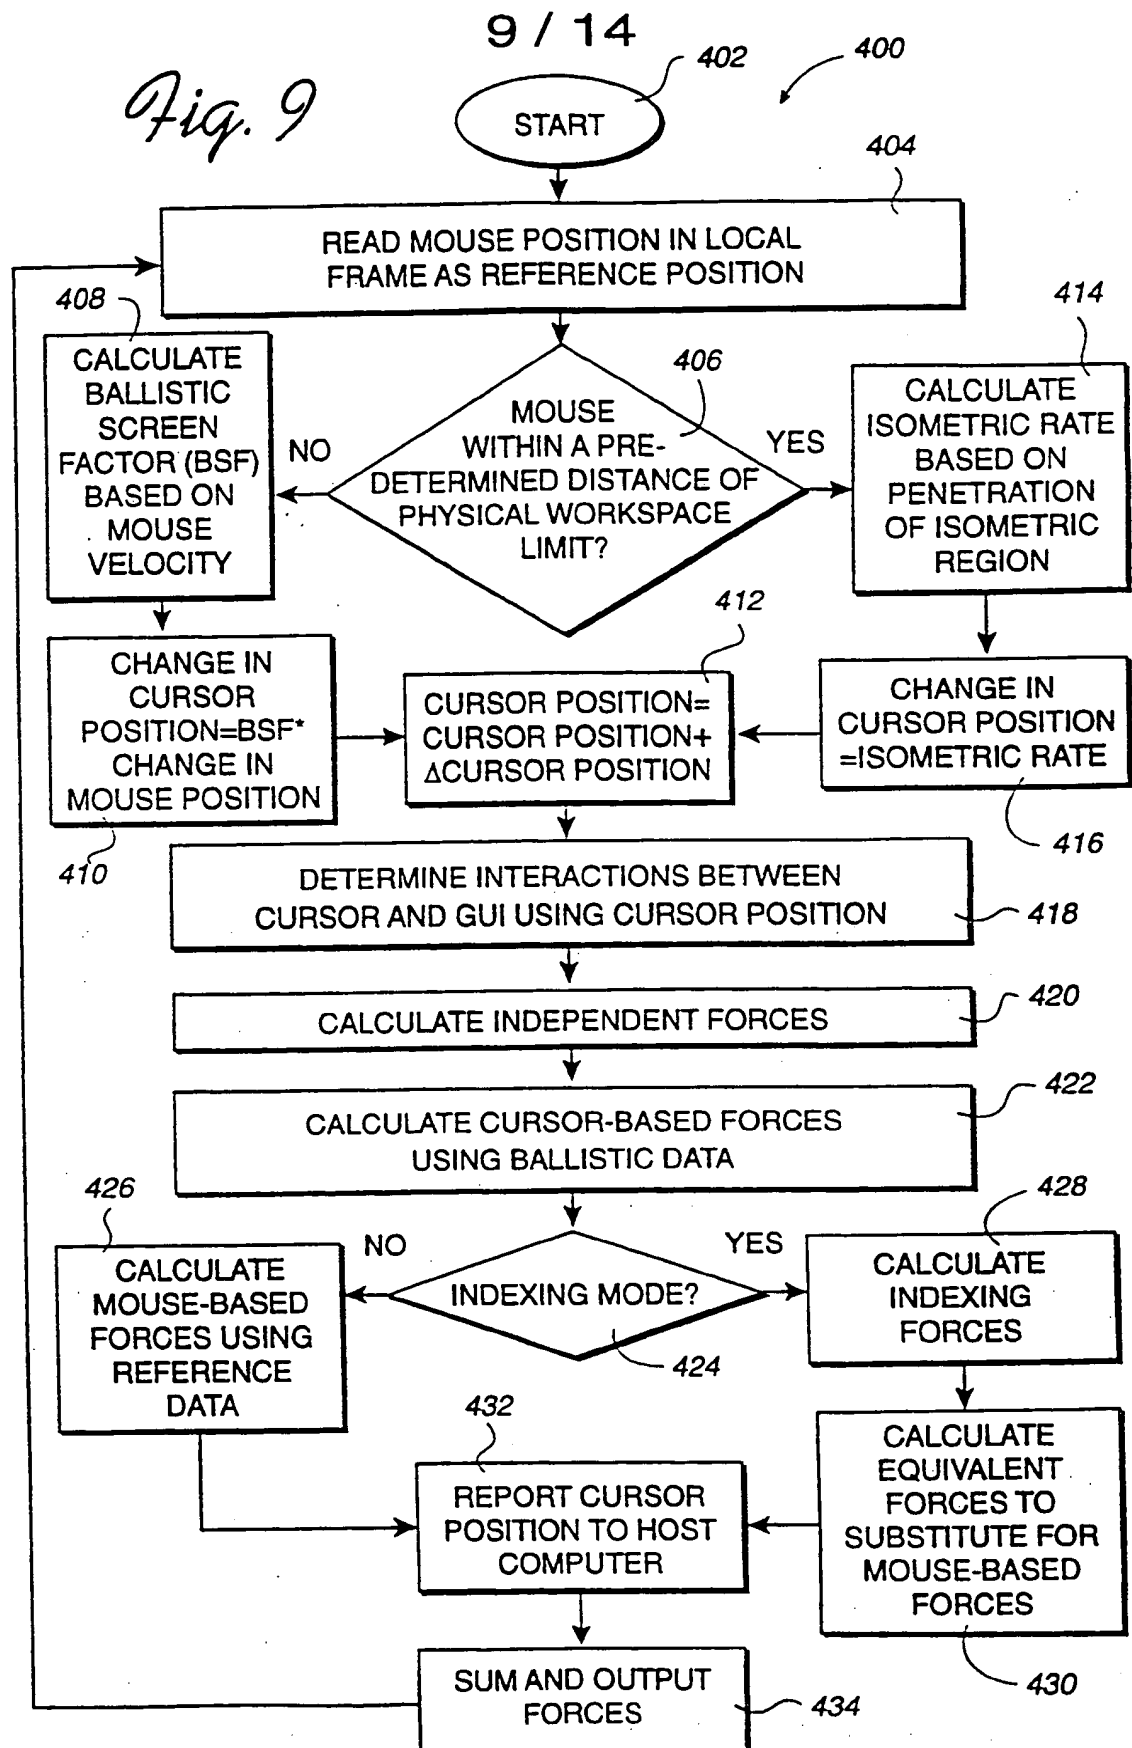 9 / 14
Fig. 9
402
400
START
404
READ MOUSE POSITION IN LOCAL
FRAME AS REFERENCE POSITION
408
CALCULATE
BALLISTIC
SCREEN
FACTOR (BSF)
BASED ON
MOUSE
VELOCITY
NO
406
MOUSE
WITHIN A PRE-
DETERMINED DISTANCE OF
PHYSICAL WORKSPACE
LIMIT?
YES
414
CALCULATE
ISOMETRIC RATE
BASED ON
PENETRATION
OF ISOMETRIC
REGION
CHANGE IN
CURSOR
POSITION=BSF*
CHANGE IN
MOUSE POSITION
410
412
CURSOR POSITION=
CURSOR POSITION+
ΔCURSOR POSITION
CHANGE IN
CURSOR POSITION
=ISOMETRIC RATE
416
DETERMINE INTERACTIONS BETWEEN
CURSOR AND GUI USING CURSOR POSITION
418
CALCULATE INDEPENDENT FORCES
420
CALCULATE CURSOR-BASED FORCES
USING BALLISTIC DATA
422
426
CALCULATE
MOUSE-BASED
FORCES USING
REFERENCE
DATA
NO
INDEXING MODE?
424
YES
428
CALCULATE
INDEXING
FORCES
432
REPORT CURSOR
POSITION TO HOST
COMPUTER
CALCULATE
EQUIVALENT
FORCES TO
SUBSTITUTE FOR
MOUSE-BASED
FORCES
430
SUM AND OUTPUT
FORCES
434